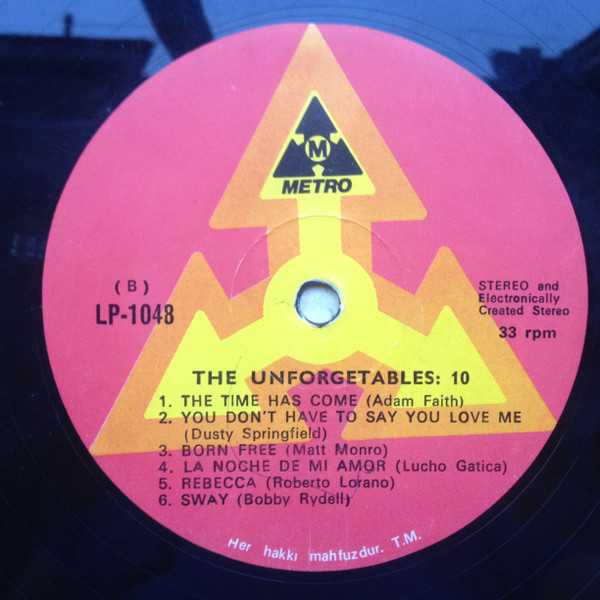 M
METRO
(B)
LP-1048
STEREO and
Electronically
Created Stereo
33 rpm
THE UNFORGETABLES: 10
1. THE TIME HAS COME (Adam Faith)
2. YOU DON'T HAVE TO SAY YOU LOVE ME
(Dusty Springfield)
3. BORN FREE (Matt Monro)
4. LA NOCHE DE MI AMOR (Lucho Gatica)
5. REBECCA (Roberto Lorano)
6. SWAY (Bobby Rydell)
Her hakkı mahfuzdur. T.M.